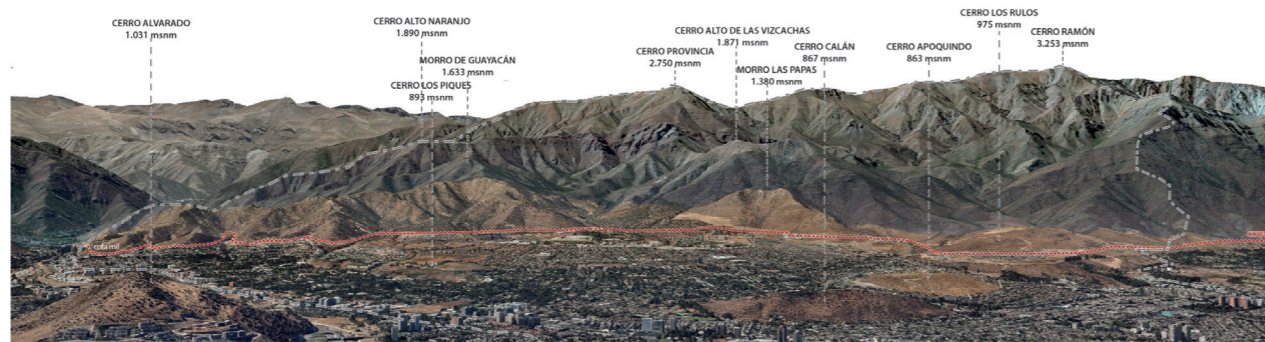 CERRO ALVARADO
1.031 msnm
CERRO ALTO NARANJO
1.890 msnm
MORRO DE GUAYACÁN
1.633 msnm
CERRO LOS PIQUES
893 msnm
CERRO PROVINCIA
2.750 msnm
CERRO ALTO DE LAS VIZCACHAS
1.871 msnm
MORRO LAS PAPAS
1.380 msnm
CERRO CALÁN
867 msnm
CERRO APOQUINDO
863 msnm
CERRO LOS RULOS
975 msnm
CERRO RAMÓN
3.253 msnm
cota mil